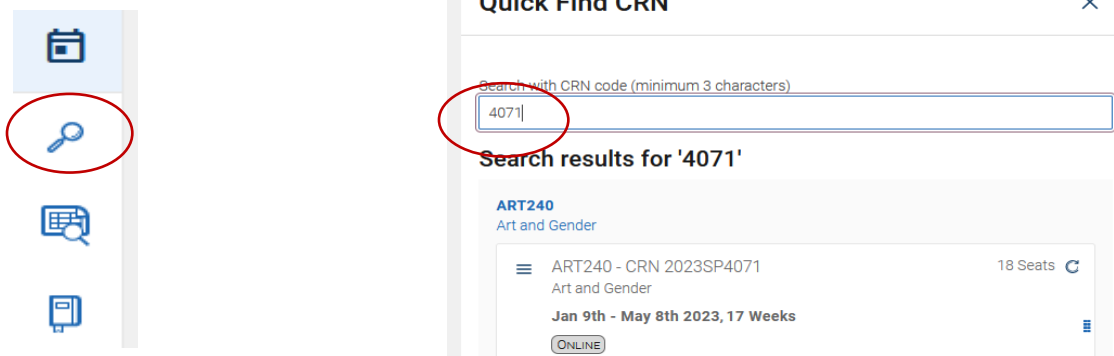 Quick Find CRN
Search with CRN code (minimum 3 characters)
4071
Search results for '4071'
ART240
Art and Gender
ART240 - CRN 2023SP4071 18 Seats
Art and Gender
Jan 9th - May 8th 2023, 17 Weeks
ONLINE